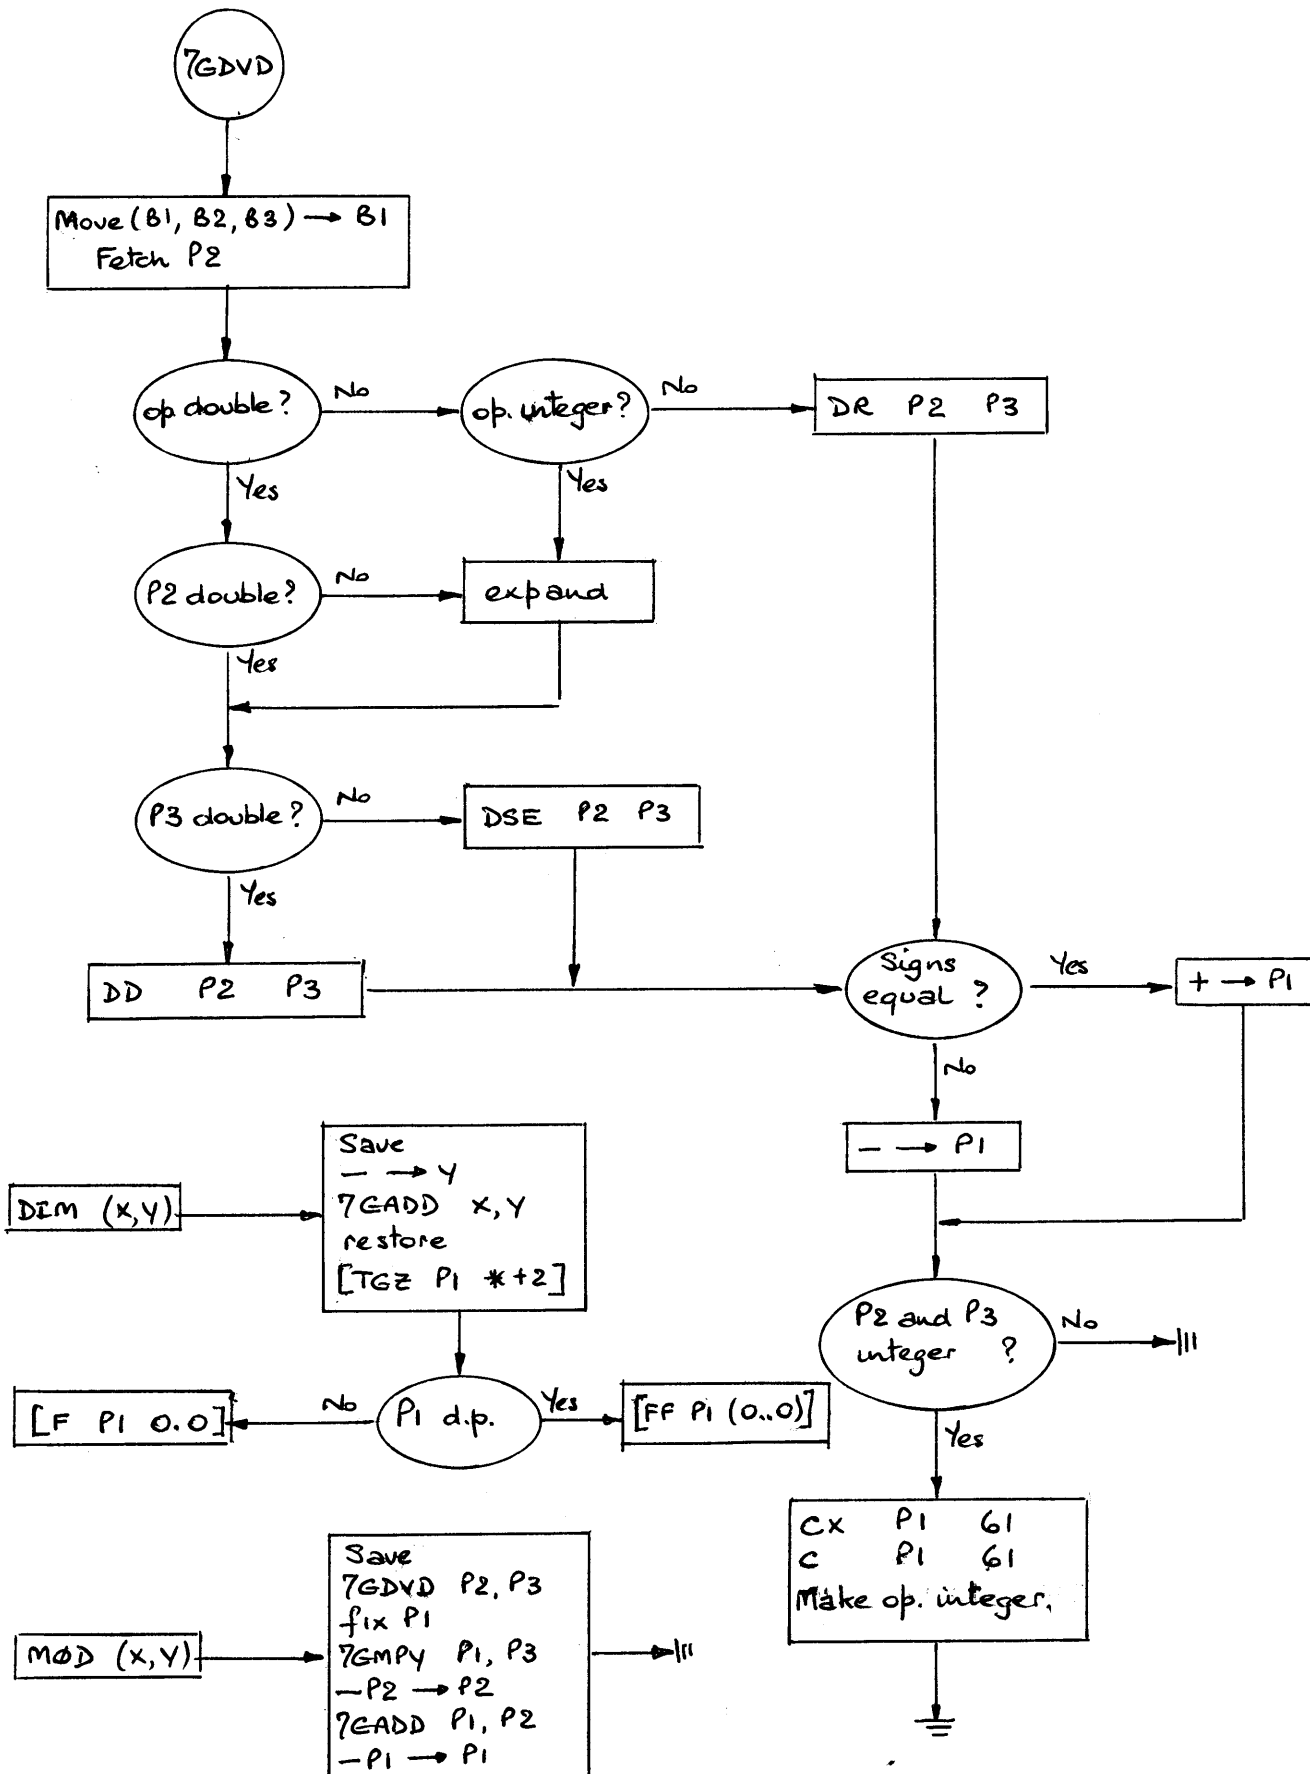 7GDVD
Move (B1, B2, B3) → B1
Fetch P2
op. double?
No
op. integer?
No
DR P2 P3
Yes
Yes
P2 double?
No
expand
Yes
P3 double?
No
DSE P2 P3
Yes
DD P2 P3
Signs
equal ?
Yes
+ → P1
No
- → P1
DIM (X,Y)
Save
- → Y
7GADD X,Y
restore
[TGZ P1 *+2]
P2 and P3
integer ?
No
[F P1 0.0]
No
P1 d.p.
Yes
[FF P1 (0..0)]
Yes
CX P1 61
C P1 61
Make op. integer.
MØD (X,Y)
Save
7GDVD P2, P3
fix P1
7GMPY P1, P3
-P2 → P2
7GADD P1, P2
-P1 → P1